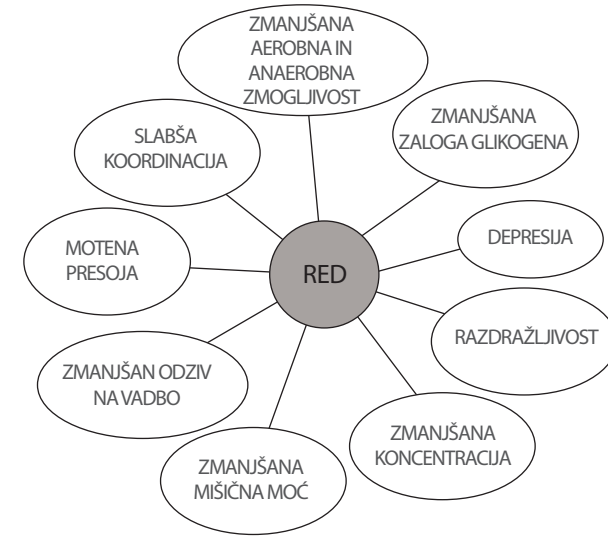 ZMANJŠANA
AEROBNA IN
ANAEROBNA
ZMOGLJIVOST
ZMANJŠANA
ZALOGA GLIKOGENA
DEPRESIJA
RAZDRAŽLJIVOST
ZMANJŠANA
KONCENTRACIJA
ZMANJŠANA
MIŠIČNA MOĆ
ZMANJŠAN ODZIV
NA VADBO
MOTENA
PRESOJA
SLABŠA
KOORDINACIJA
RED